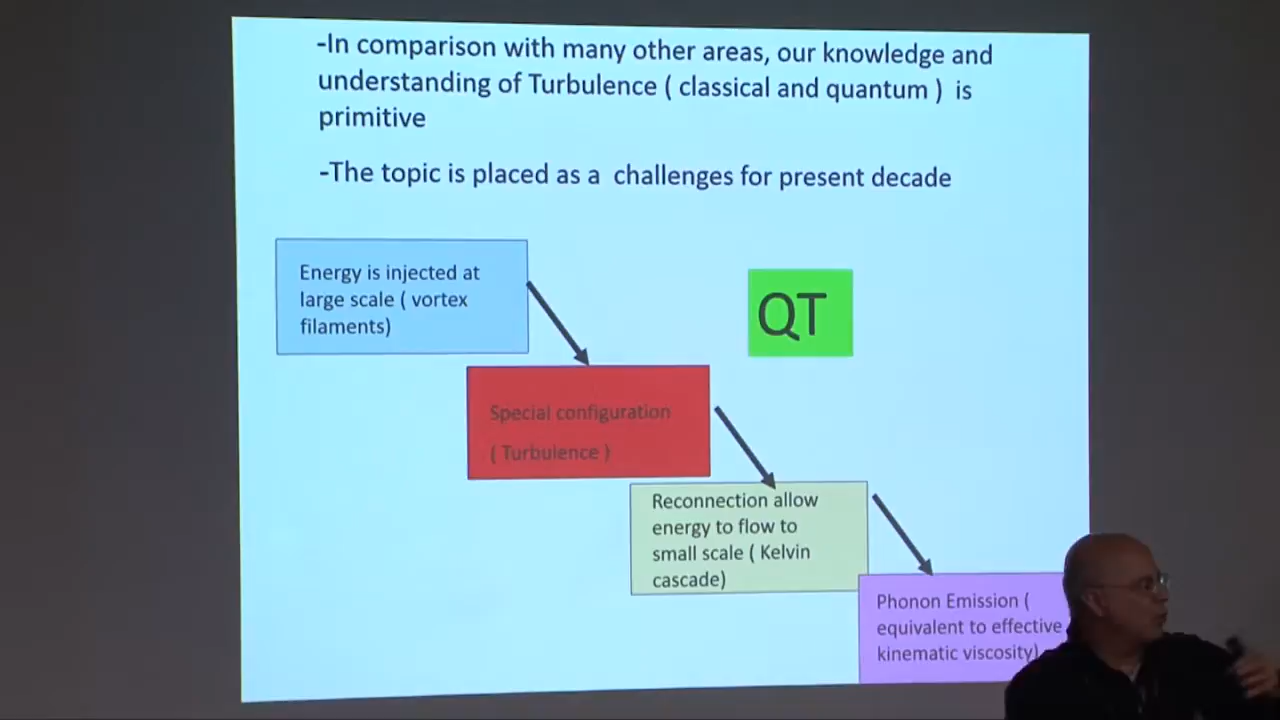 -In comparison with many other areas, our knowledge and
understanding of Turbulence ( classical and quantum )  is
primitive
-The topic is placed as a  challenges for present decade
Energy is injected at
large scale ( vortex
filaments)
QT
Special configuration
( Turbulence )
Reconnection allow
energy to flow to
small scale ( Kelvin
cascade)
Phonon Emission (
equivalent to effective
kinematic viscosity)